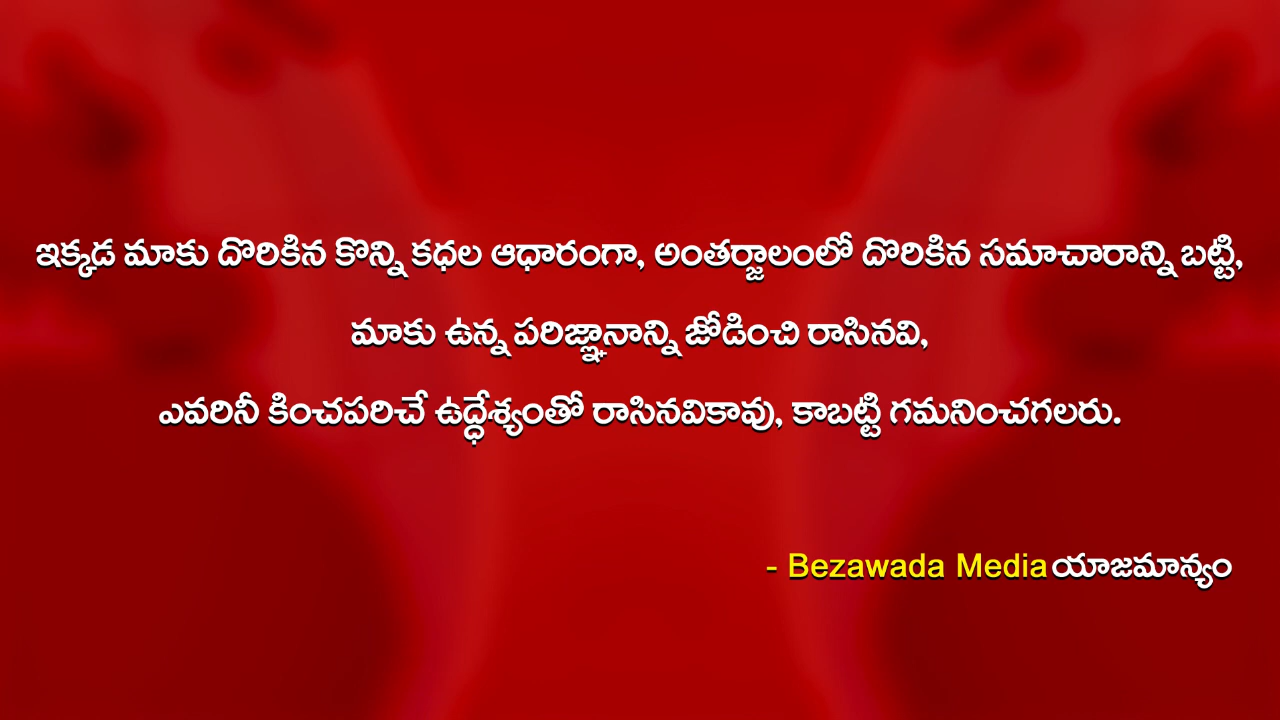 ఇక్కడ మాకు దొరికిన కొన్ని కధల ఆధారంగా, అంతర్జాలంలో దొరికిన సమాచారాన్ని బట్టి,
మాకు ఉన్న పరిజ్ఞానాన్ని జోడించి రాసినవి,
ఎవరినీ కించపరిచే ఉద్ధేశ్యంతో రాసినవికావు, కాబట్టి గమనించగలరు.
- Bezawada Media యాజమాన్యం